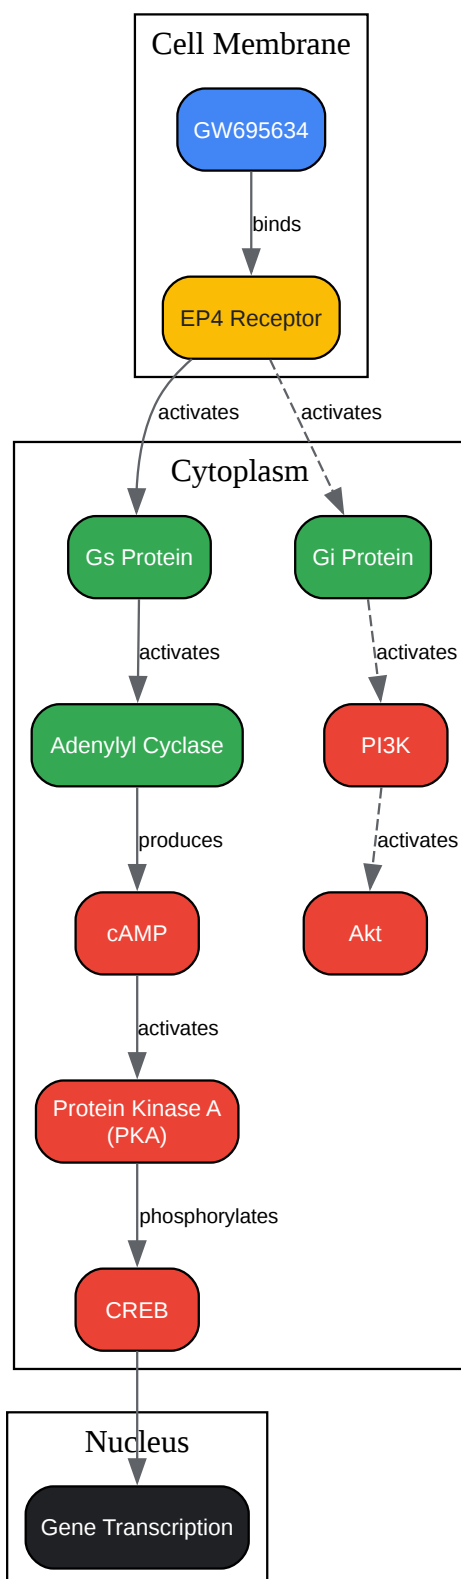 Cell Membrane
GW695634
binds
EP4 Receptor
activates
activates
Cytoplasm
Gs Protein
Gi Protein
activates
activates
Adenylyl Cyclase
PI3K
produces
activates
cAMP
Akt
activates
Protein Kinase A
(PKA)
phosphorylates
CREB
Nucleus
Gene Transcription